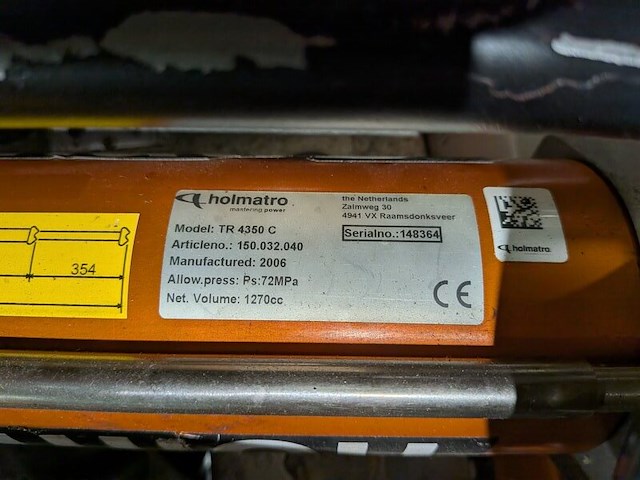 holmatro
mastering power
the Netherlands
Zalmweg 30
4941 VX Raamsdonksveer
Model: TR 4350 C
Serialno.:148364
Articleno.: 150.032.040
Manufactured: 2006
Allow.press: Ps:72MPa
Net. Volume: 1270cc
CE
holmatro
354